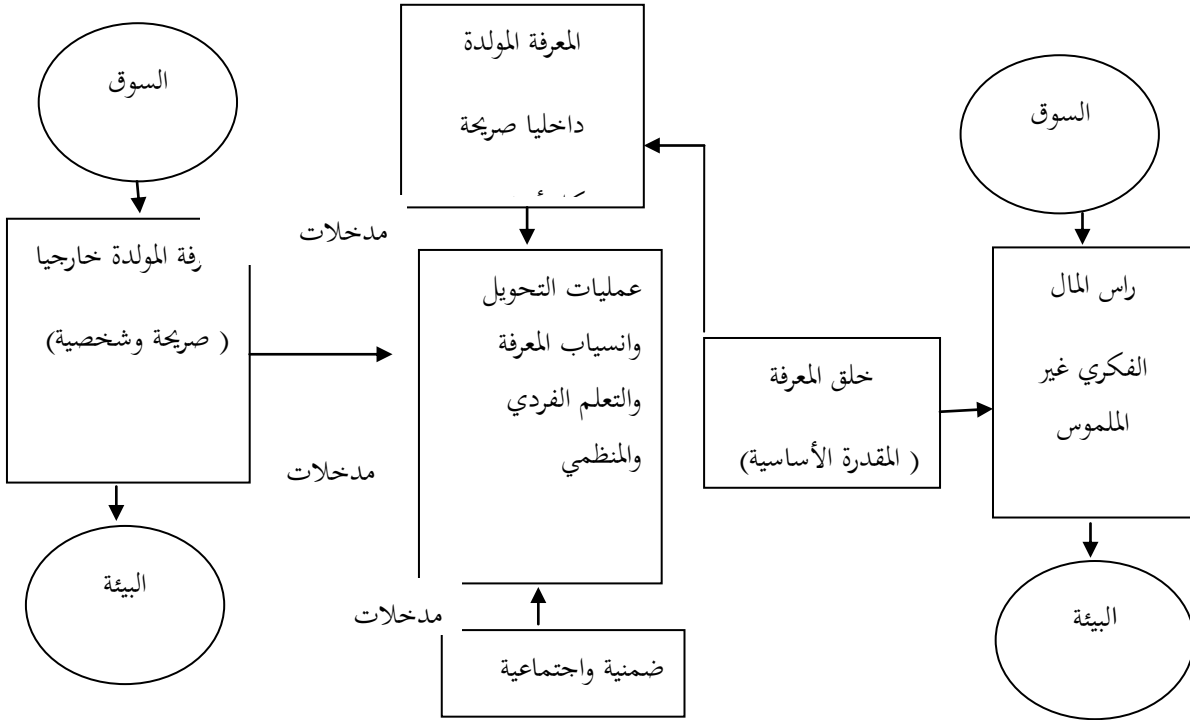 السوق
السوق
المعرفة المولدة
داخليا صريحة
مدخلات
رفة المولدة خارجيا
( صريحة وشخصية)
مدخلات
عمليات التحويل
وانسياب المعرفة
والتعلم الفردي
والمنظمي
خلق المعرفة
( المقدرة الأساسية)
راس المال
الفكري غير
الملموس
البيئة
البيئة
مدخلات
ضمنية واجتماعية